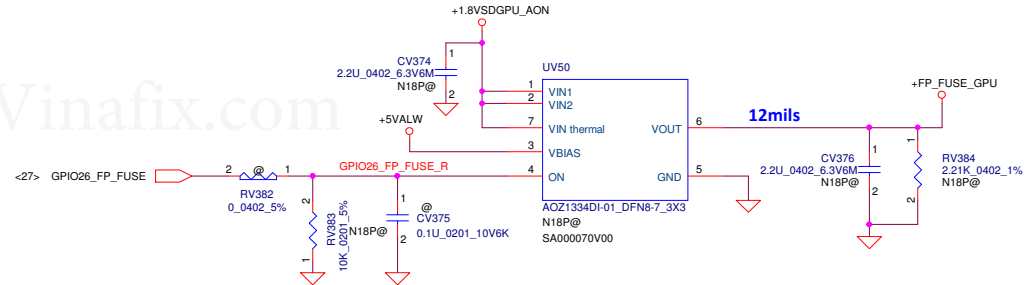 +1.8VSDGPU_AON
CV374
2.2U_0402_6.3V6M
N18P@
1
2
UV50
+FP_FUSE_GPU
1
VIN1
2
VIN2
+5VALW
7
VIN thermal
VOUT
6
12mils
3
VBIAS
<27>
GPIO26_FP_FUSE
2
@
1
RV382
0_0402_5%
GPIO26_FP_FUSE_R
4
ON
GND
5
AOZ1334DI-01_DFN8-7_3X3
N18P@
SA000070V00
2
1
RV383
10K_0201_5%
N18P@
1
2
@
CV375
0.1U_0201_10V6K
CV376
2.2U_0402_6.3V6M
N18P@
1
2
1
2
RV384
2.21K_0402_1%
N18P@
Vinafix.com